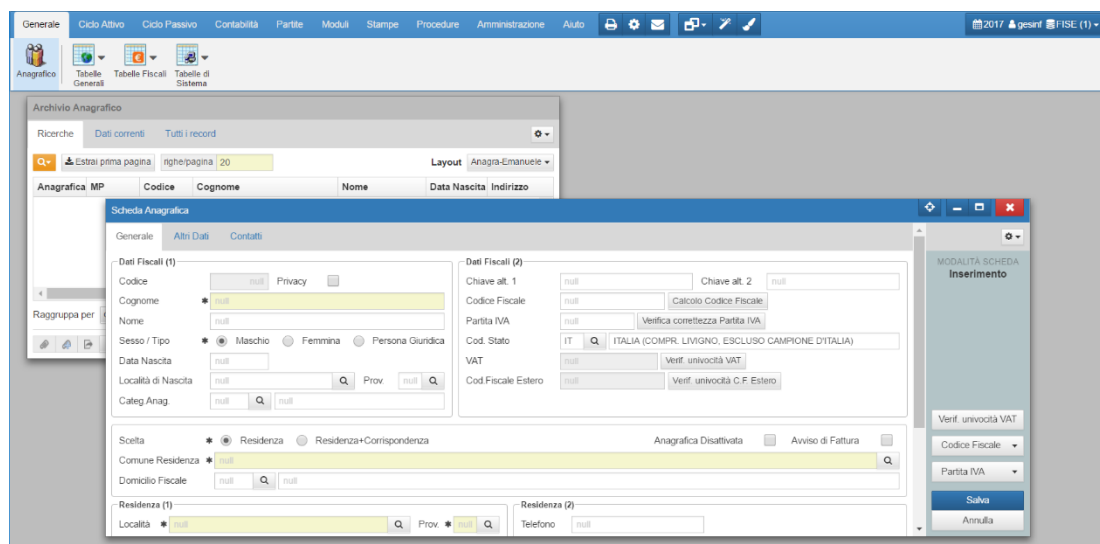 Generale Ciclo Attivo Ciclo Passivo Contabilità Partite Moduli Stampe Procedure Amministrazione Aiuto 2017 gesinf FISE (1)
Anagrafico Tabelle Generali Tabelle Fiscali Tabelle di Sistema
Archivio Anagrafico
Ricerche Dati correnti Tutti i record
Estrai prima pagina righe/pagina 20 Layout Anagra-Emanuele
Anagrafica MP Codice Cognome Nome Data Nascita Indirizzo
Raggruppa per
Scheda Anagrafica
Generale Altri Dati Contatti
MODALITÀ SCHEDA
Inserimento
Dati Fiscali (1) Dati Fiscali (2)
Codice null Privacy Chiave alt. 1 null Chiave alt. 2 null
Cognome * null Codice Fiscale null Calcolo Codice Fiscale
Nome null Partita IVA null Verifica correttezza Partita IVA
Sesso / Tipo * Maschio Femmina Persona Giuridica Cod. Stato IT ITALIA (COMPR. LIVIGNO, ESCLUSO CAMPIONE D'ITALIA)
Data Nascita null VAT null Verif. univocità VAT
Località di Nascita null Prov. null Cod.Fiscale Estero null Verif. univocità C.F. Estero
Categ.Anag. null null
Scelta * Residenza Residenza+Corrispondenza Anagrafica Disattivata Avviso di Fattura
Comune Residenza * null
Domicilio Fiscale null null
Residenza (1) Residenza (2)
Località * null Prov. * null Telefono null
Verif. univocità VAT
Codice Fiscale
Partita IVA
Salva
Annulla